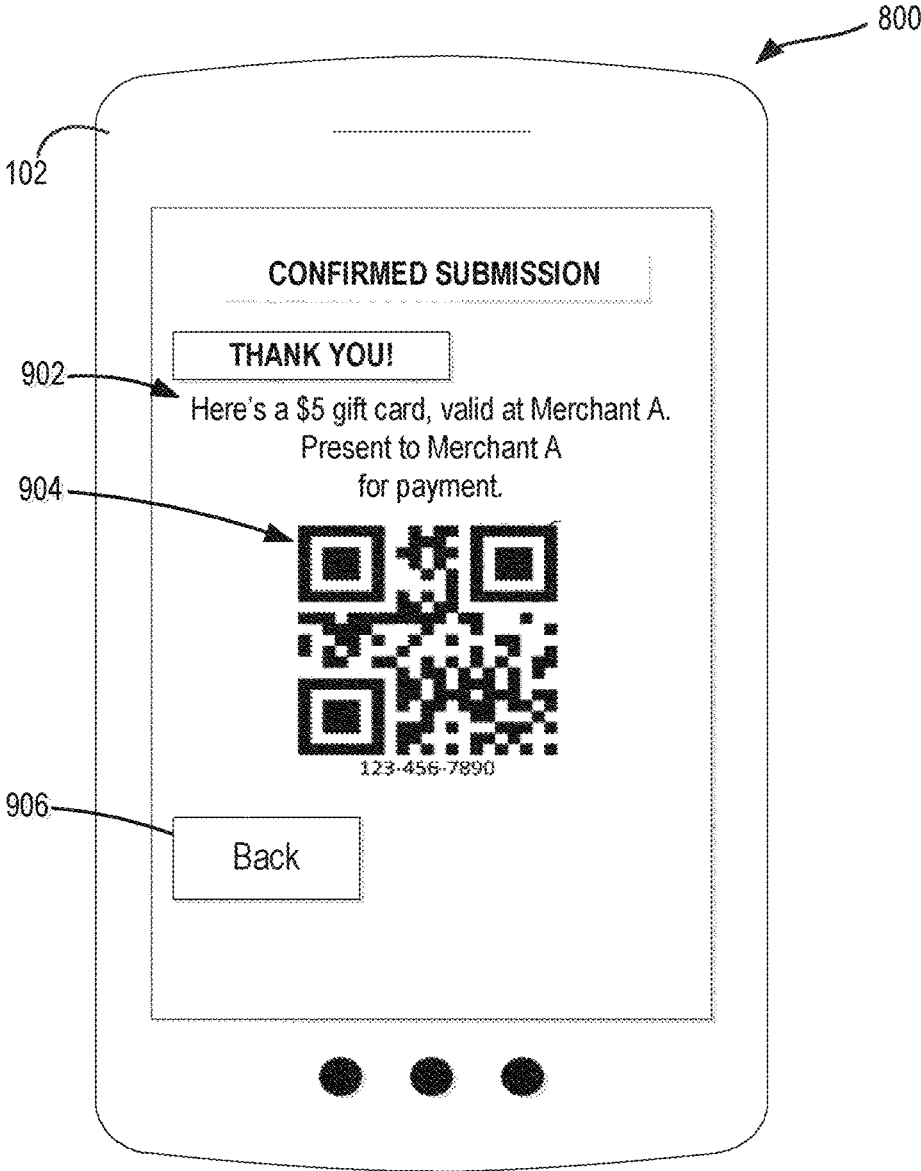 800
102
CONFIRMED SUBMISSION
THANK YOU!
902
Here's a $5 gift card, valid at Merchant A.
Present to Merchant A
904
for payment.
123-456-7890
906
Back